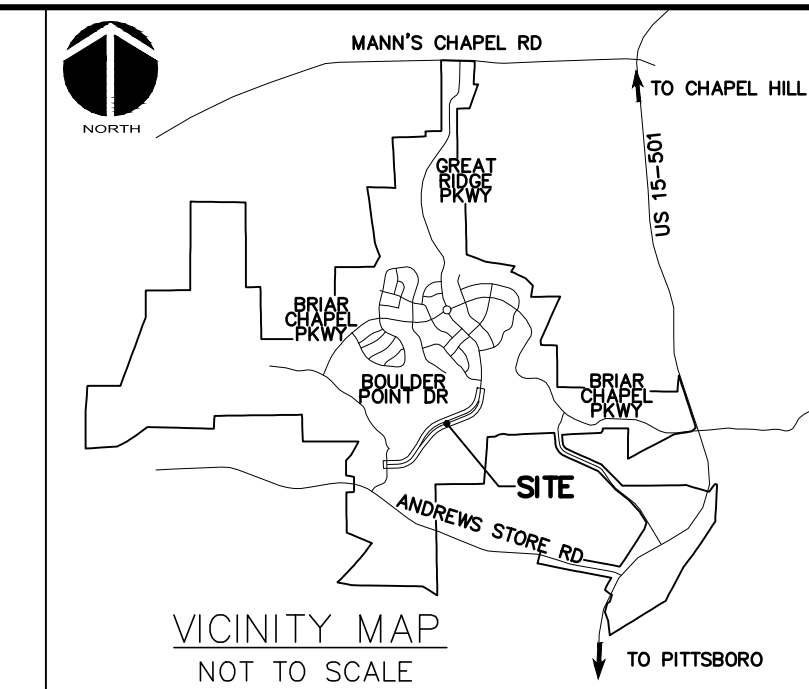 MANN'S CHAPEL RD
TO CHAPEL HILL
NORTH
US 15-501
GREAT
RIDGE
PKWY
BRIAR
CHAPEL
PKWY
BOULDER
POINT DR
BRIAR
CHAPEL
PKWY
SITE
ANDREWS STORE RD
VICINITY MAP
NOT TO SCALE
TO PITTSBORO